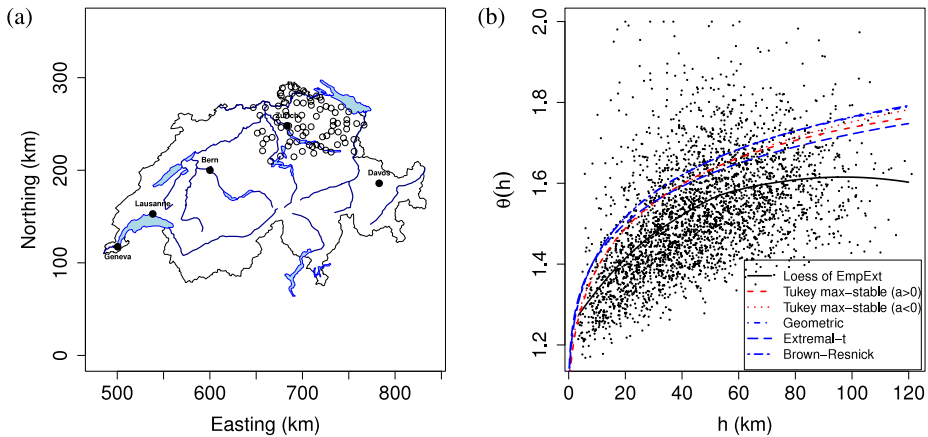 (a)
Northing (km)
0
100
200
300
Zurich
Bern
Davos
Lausanne
Geneva
500
600
700
800
Easting (km)
(b)
θ(h)
1.2
1.4
1.6
1.8
2.0
Loess of EmpExt
Tukey max−stable (a>0)
Tukey max−stable (a<0)
Geometric
Extremal−t
Brown−Resnick
0
20
40
60
80
100
120
h (km)